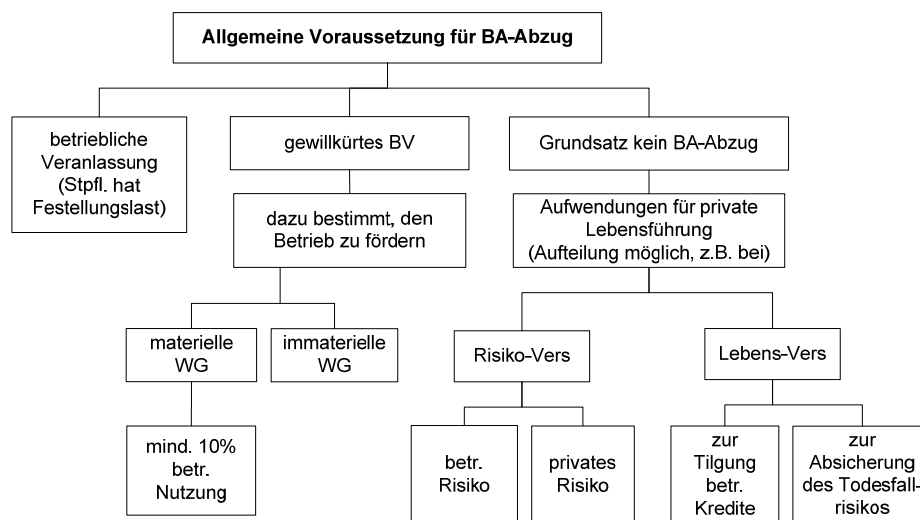 Allgemeine Voraussetzung für BA-Abzug
betriebliche
Veranlassung
(Stpfl. hat
Festellungslast)
gewillkürtes BV
Grundsatz kein BA-Abzug
dazu bestimmt, den
Betrieb zu fördern
Aufwendungen für private
Lebensführung
(Aufteilung möglich, z.B. bei)
materielle
WG
immaterielle
WG
Risiko-Vers
Lebens-Vers
mind. 10%
betr.
Nutzung
betr.
Risiko
privates
Risiko
zur
Tilgung
betr.
Kredite
zur
Absicherung
des Todesfall-
risikos